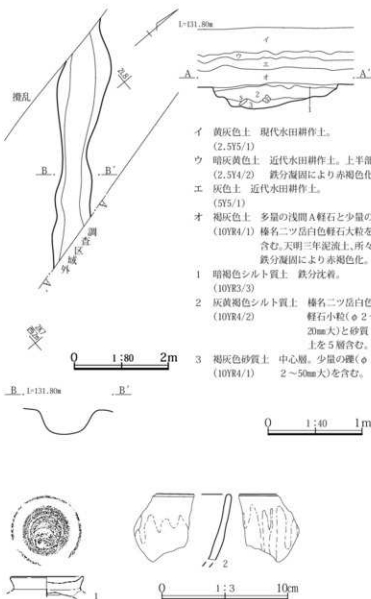 L=131.80m
イ
ウ
エ
オ
A
A'
2
1
撹乱
B
B'
調査区域外
イ 黄灰色土 現代水田耕作土。
(2.5Y5/1)
ウ 暗灰黄色土 近代水田耕作土。上半部
(2.5Y4/2) 鉄分凝固により赤褐色化
エ 灰色土 近代水田耕作土。
(5Y5/1)
オ 褐灰色土 多量の浅間A軽石と少量の
(10YR4/1) 榛名二ツ岳白色軽石大粒を
含む。天明三年泥流土、所々
鉄分凝固により赤褐色化。
1 暗褐色シルト質土 鉄分沈着。
(10YR3/3)
2 灰黄褐色シルト質土 榛名二ツ岳白色
(10YR4/2) 軽石小粒(φ2～
20㎜大)と砂質
土を5層含む。
3 褐灰色砂質土 中心層。少量の礫(φ
(10YR4/1) 2～50㎜大)を含む。
0 1:80 2m
B L=131.80m B'
0 1:40 1m
1
2
0 1:3 10cm